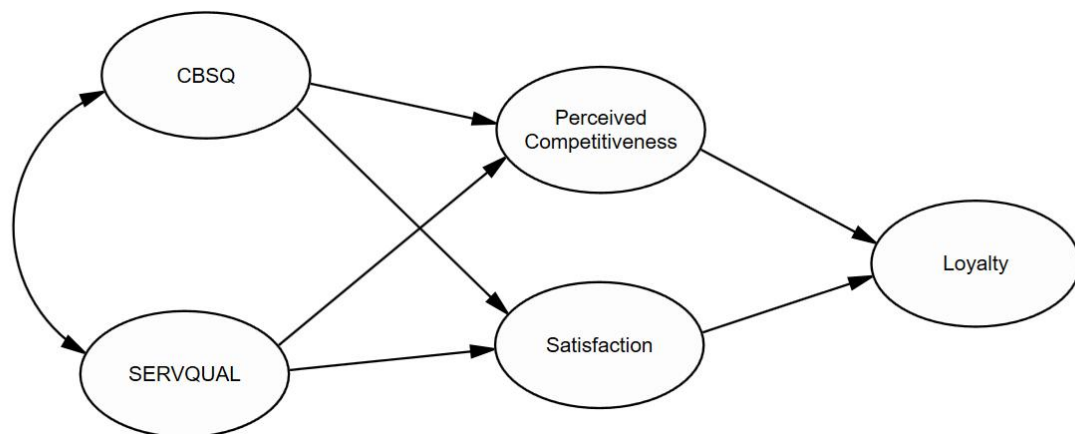 CBSQ
Perceived
Competitiveness
Loyalty
Satisfaction
SERVQUAL